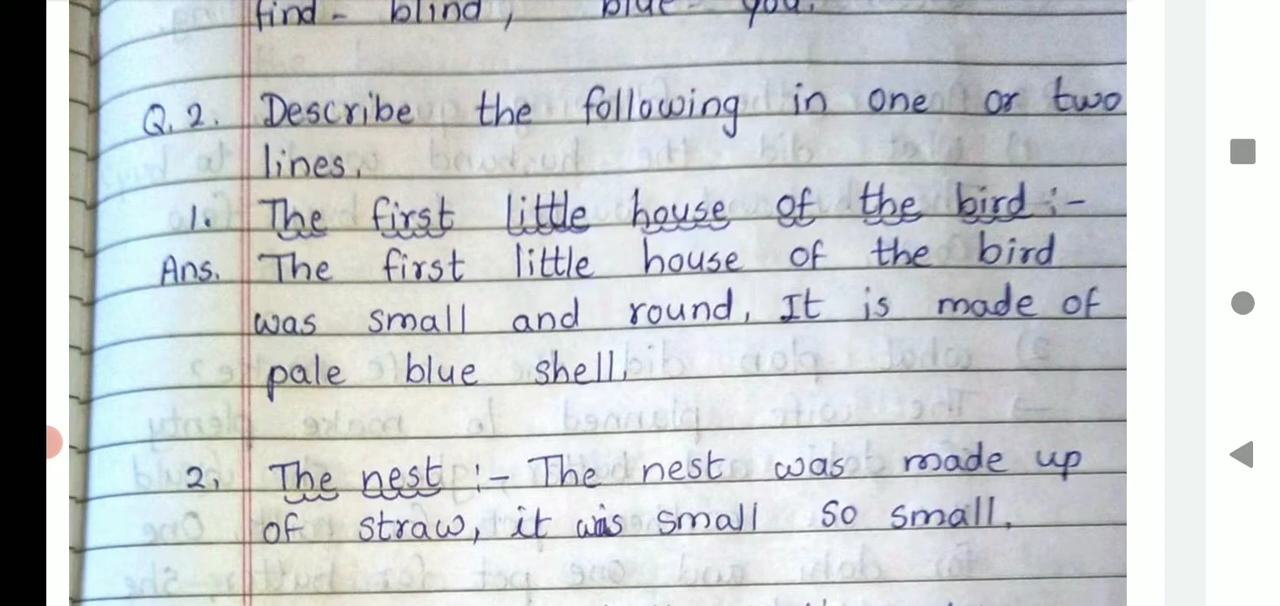 find - blind, blue - you.
Q.2. Describe the following in one or two
lines.
1. The first little house of the bird :-
Ans. The first little house of the bird
was small and round, It is made of
pale blue shell.
2. The nest :- The nest was made up
of straw, it was small so small.